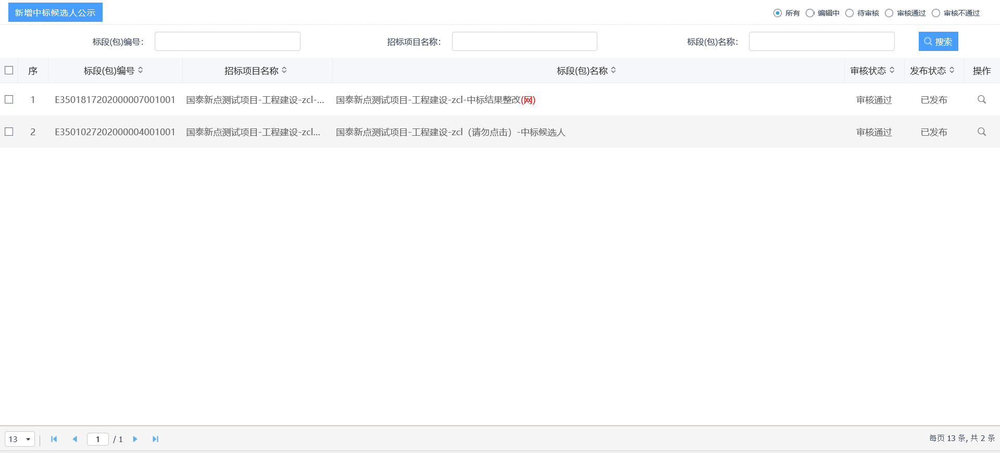 新增中标候选人公示
所有 编辑中 待审核 审核通过 审核不通过
标段(包)编号： 招标项目名称： 标段(包)名称： 搜索
序 标段(包)编号 招标项目名称 标段(包)名称 审核状态 发布状态 操作
1 E3501817202000007001001 国泰新点测试项目-工程建设-zcl-... 国泰新点测试项目-工程建设-zcl-中标结果整改(网) 审核通过 已发布
2 E3501027202000004001001 国泰新点测试项目-工程建设-zcl... 国泰新点测试项目-工程建设-zcl（请勿点击）-中标候选人 审核通过 已发布
13 1 / 1 每页 13 条, 共 2 条